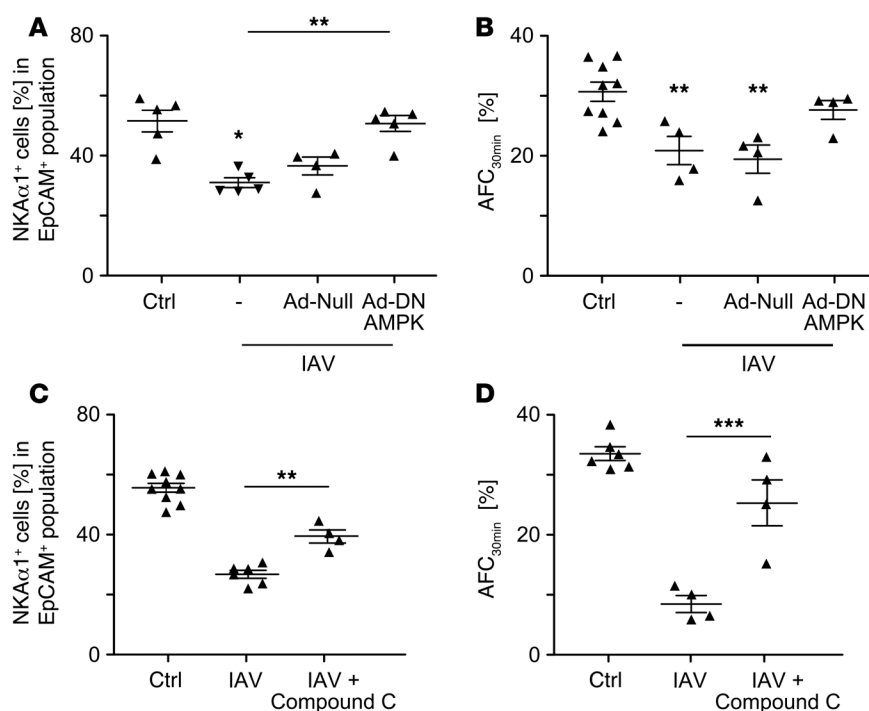 A
NKAα1⁺ cells [%] in
EpCAM⁺ population
80
40
0
**
*
Ctrl
-
Ad-Null
Ad-DN
AMPK
IAV
B
AFC30min [%]
40
20
0
**
**
Ctrl
-
Ad-Null
Ad-DN
AMPK
IAV
C
NKAα1⁺ cells [%] in
EpCAM⁺ population
80
40
0
**
Ctrl
IAV
IAV +
Compound C
D
AFC30min [%]
40
20
0
***
Ctrl
IAV
IAV +
Compound C